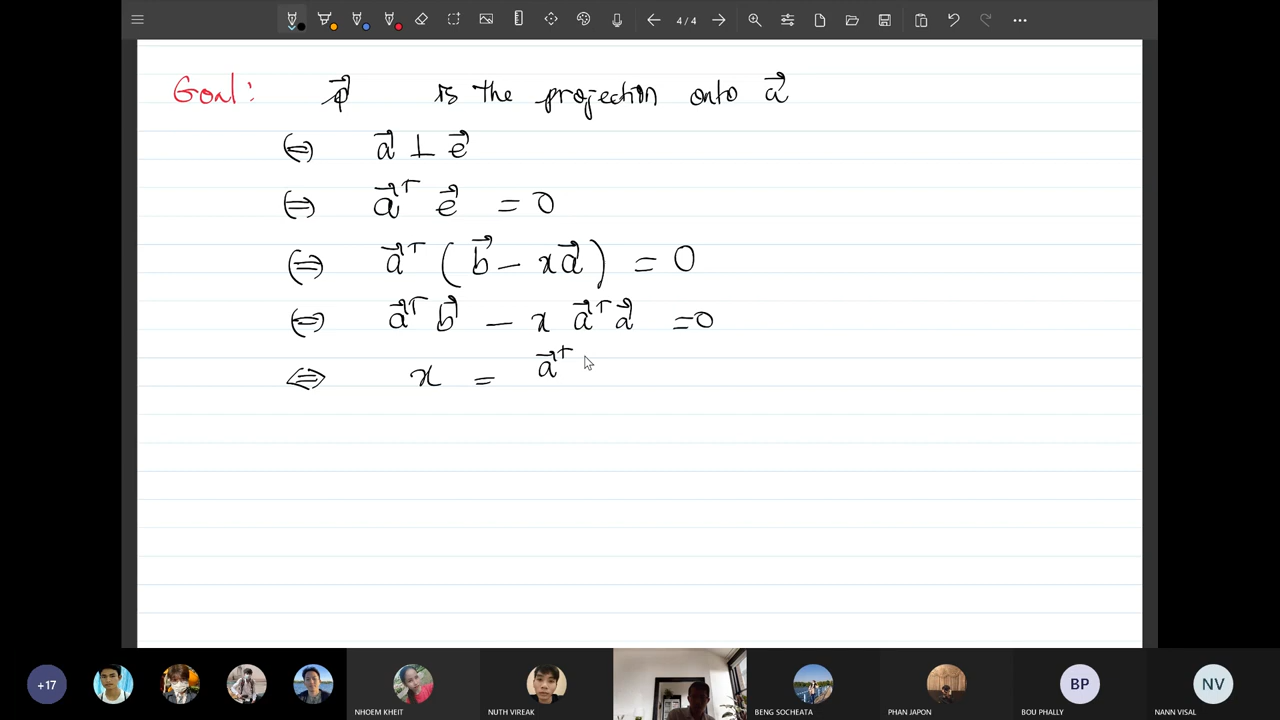 4/4
Goal: p⃗ is the projection onto a⃗
⇔ a⃗ ⊥ e⃗
⇔ a⃗ᵀ e⃗ = 0
⇔ a⃗ᵀ ( b⃗ − x a⃗ ) = 0
⇔ a⃗ᵀ b⃗ − x a⃗ᵀ a⃗ = 0
⇔ x = a⃗ᵀ
+17
BP
NV
NHOEM KHEIT
NUTH VIREAK
BENG SOCHEATA
PHAN JAPON
BOU PHALLY
NANN VISAL